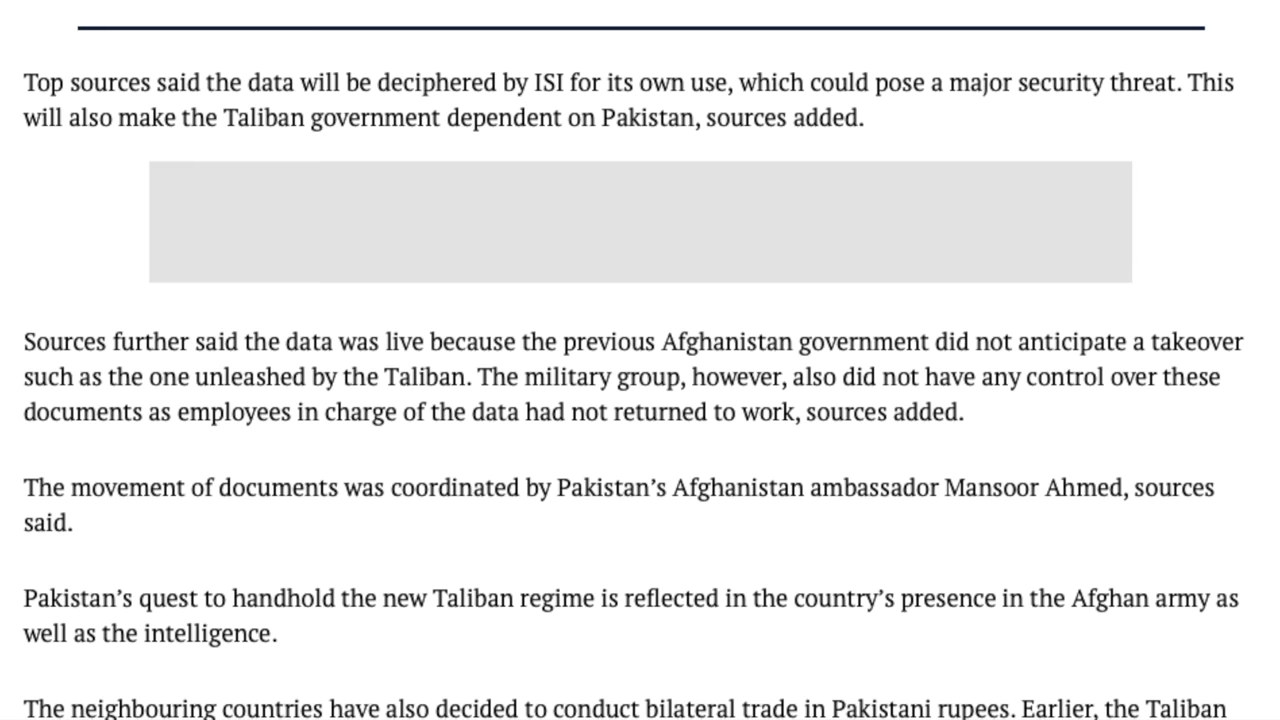 Top sources said the data will be deciphered by ISI for its own use, which could pose a major security threat. This
will also make the Taliban government dependent on Pakistan, sources added.
Sources further said the data was live because the previous Afghanistan government did not anticipate a takeover
such as the one unleashed by the Taliban. The military group, however, also did not have any control over these
documents as employees in charge of the data had not returned to work, sources added.
The movement of documents was coordinated by Pakistan’s Afghanistan ambassador Mansoor Ahmed, sources
said.
Pakistan’s quest to handhold the new Taliban regime is reflected in the country’s presence in the Afghan army as
well as the intelligence.
The neighbouring countries have also decided to conduct bilateral trade in Pakistani rupees. Earlier, the Taliban